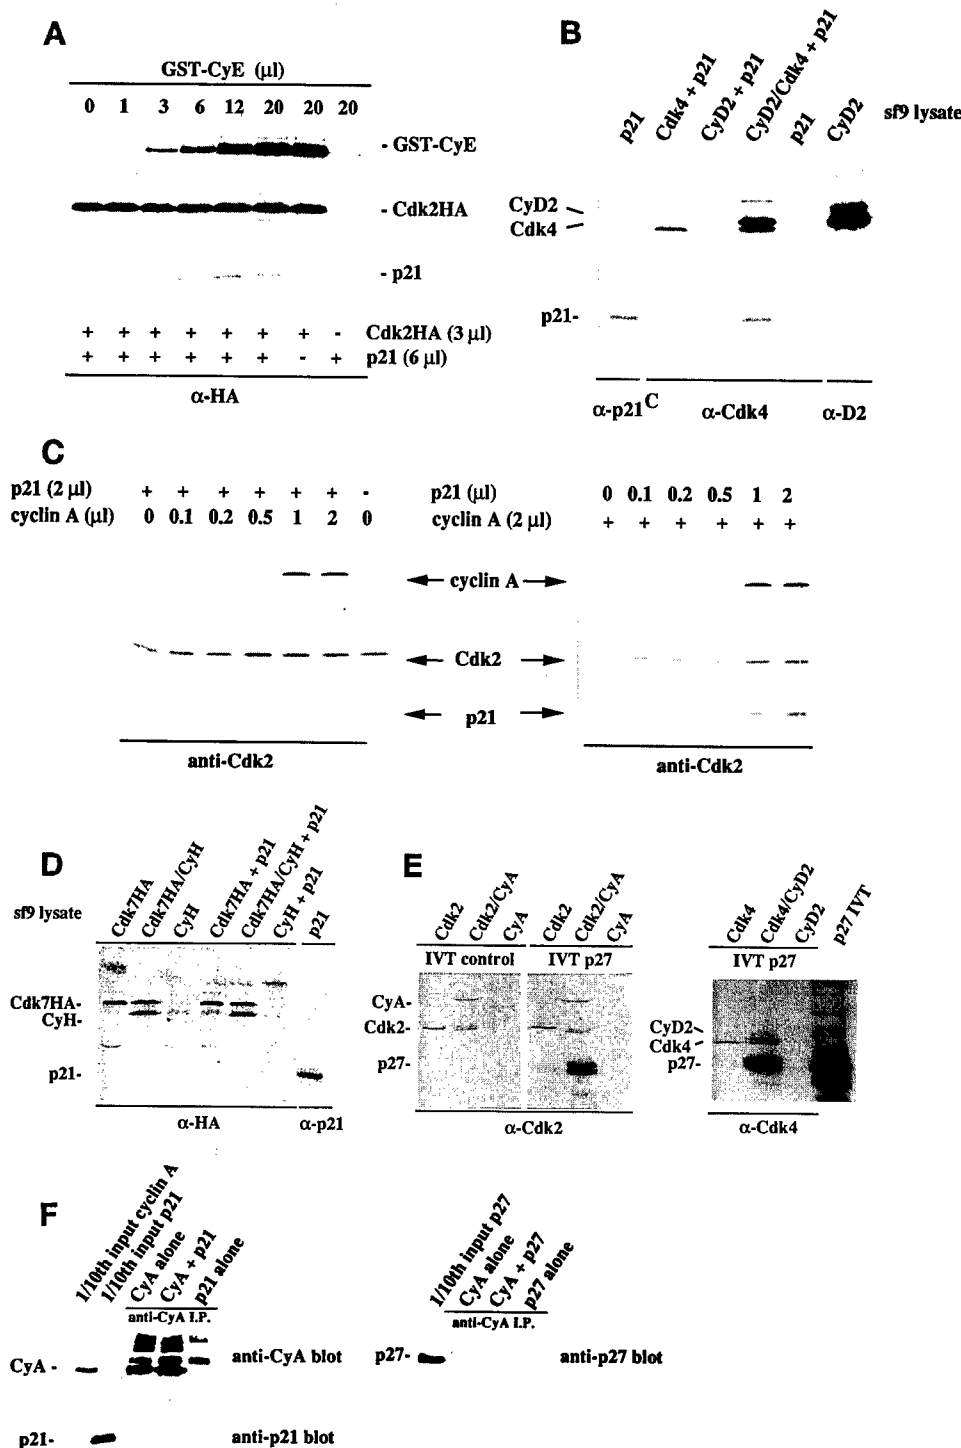 A
GST-CyE (µl)
0 1 3 6 12 20 20 20
- GST-CyE
- Cdk2HA
- p21
+ + + + + + + - Cdk2HA (3 µl)
+ + + + + + - + p21 (6 µl)
α-HA
B
p21
Cdk4 + p21
CyD2 + p21
CyD2/Cdk4 + p21
p21
CyD2
sf9 lysate
CyD2
Cdk4
p21-
α-p21C
α-Cdk4
α-D2
C
p21 (2 µl) + + + + + + -
cyclin A (µl) 0 0.1 0.2 0.5 1 2 0
p21 (µl) 0 0.1 0.2 0.5 1 2
cyclin A (2 µl) + + + + + +
cyclin A
Cdk2
p21
anti-Cdk2
anti-Cdk2
D
sf9 lysate
Cdk7HA
Cdk7HA/CyH
CyH
Cdk7HA + p21
Cdk7HA/CyH + p21
CyH + p21
p21
Cdk7HA-
CyH-
p21-
α-HA
α-p21
E
Cdk2
Cdk2/CyA
CyA
Cdk2
Cdk2/CyA
CyA
IVT control
IVT p27
CyA-
Cdk2-
p27-
α-Cdk2
Cdk4
Cdk4/CyD2
CyD2
p27 IVT
IVT p27
CyD2
Cdk4
p27-
α-Cdk4
F
1/10th input cyclin A
1/10th input p21
CyA alone
CyA + p21
p21 alone
anti-CyA I.P.
CyA -
anti-CyA blot
p21-
anti-p21 blot
1/10th input p27
CyA alone
CyA + p27
p27 alone
anti-CyA I.P.
p27-
anti-p27 blot